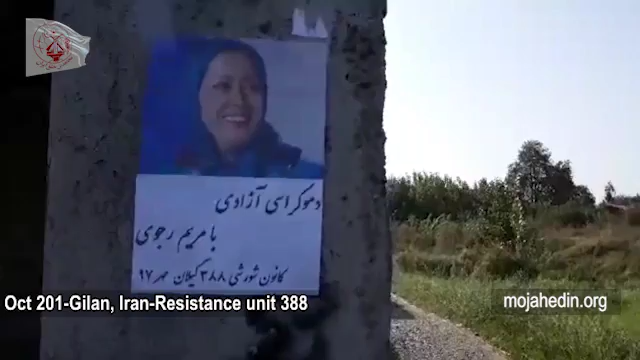 دموکراسی آزادی
با مریم رجوی
کانون شورشی ۳۸۸ گیلان مهر ۹۷
Oct 201-Gilan, Iran-Resistance unit 388
mojahedin.org